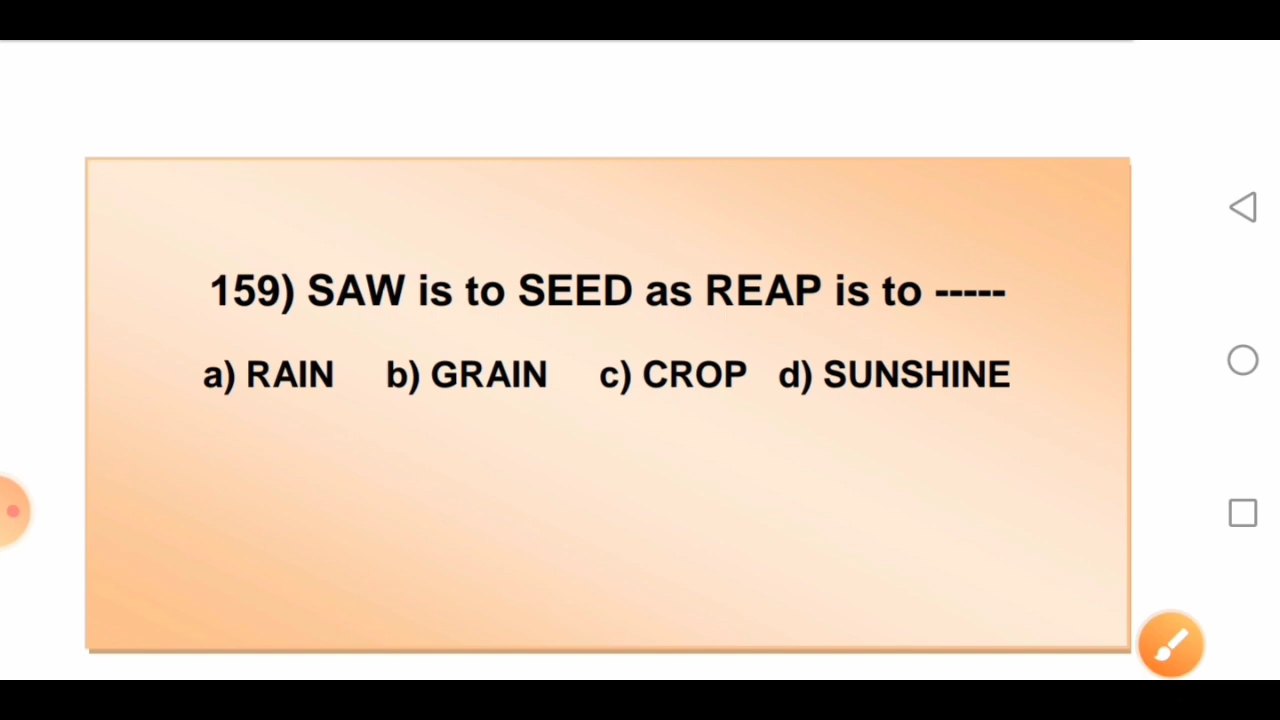 159) SAW is to SEED as REAP is to -----
a) RAIN b) GRAIN c) CROP d) SUNSHINE